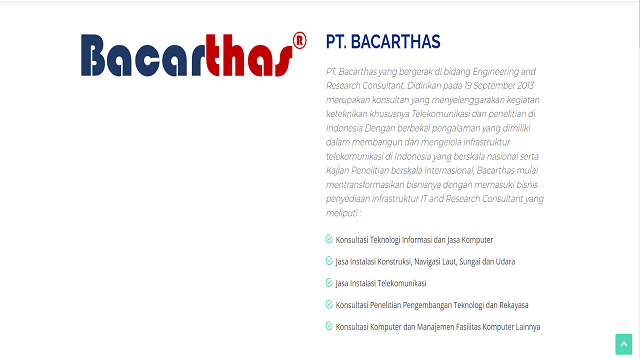 Bacarthas®
PT. BACARTHAS
PT. Bacarthas yang bergerak di bidang Engineering and
Research Consultant. Didirikan pada 19 September 2013
merupakan konsultan yang menyelenggarakan kegiatan
keteknikan khususnya Telekomunikasi dan penelitian di
Indonesia Dengan berbekal pengalaman yang dimiliki
dalam membangun dan mengelola infrastruktur
telekomunikasi di Indonesia yang berskala nasional serta
Kajian Penelitian berskala Internasional, Bacarthas mulai
mentransformasikan bisnisnya dengan memasuki bisnis
penyediaan infrastruktur IT and Research Consultant yang
meliputi :
Konsultasi Teknologi Informasi dan Jasa Komputer
Jasa Instalasi Konstruksi, Navigasi Laut, Sungai dan Udara
Jasa Instalasi Telekomunikasi
Konsultasi Penelitian Pengembangan Teknologi dan Rekayasa
Konsultasi Komputer dan Manajemen Fasilitas Komputer Lainnya